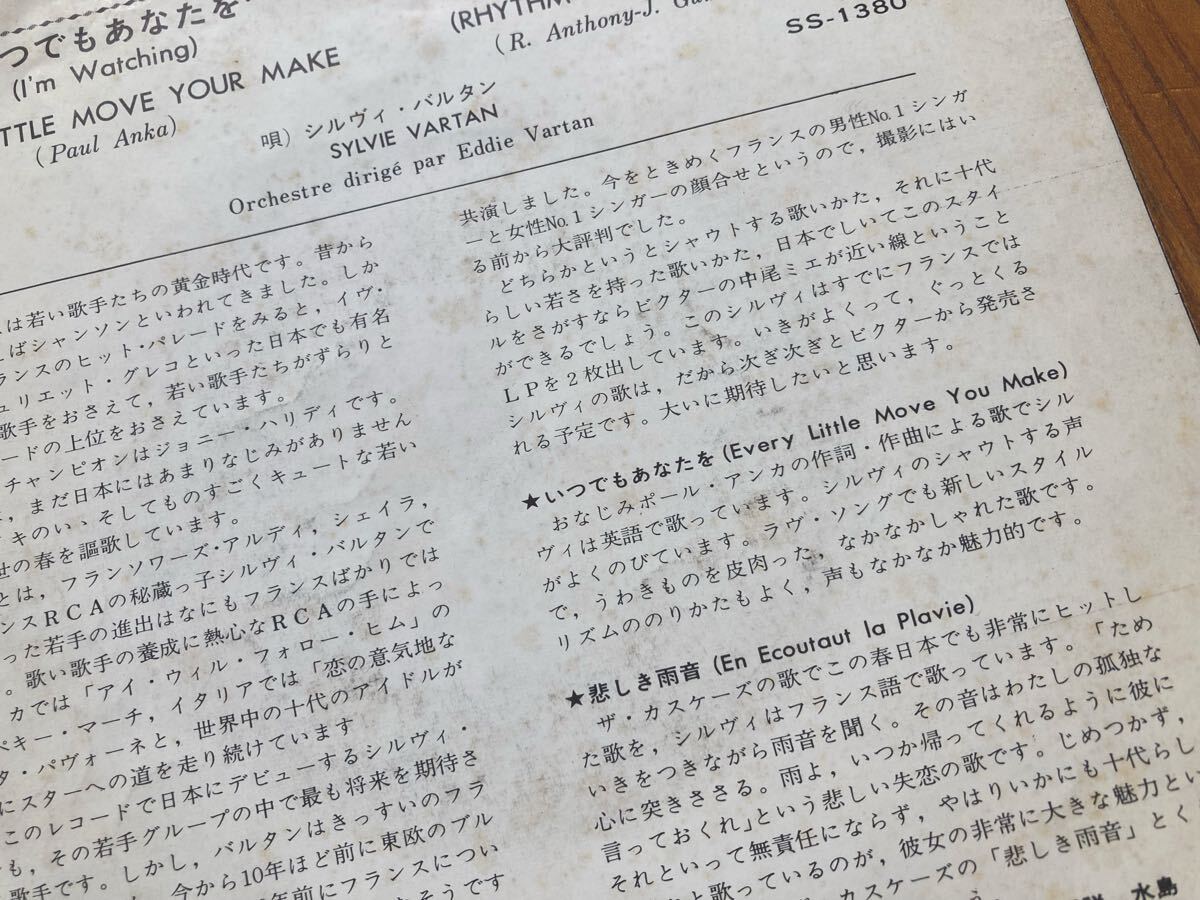 つでもあなたを
(I'm Watching)
TTLE MOVE YOUR MAKE
(Paul Anka)
(RHYTHM
(R. Anthony-J.
SS-1380
唄) シルヴィ・バルタン
SYLVIE VARTAN
Orchestre dirigé par Eddie Vartan
は若い歌手たちの黄金時代です。昔から
ばシャンソンといわれてきました。しか
ランスのヒット・パレードをみると, イヴ・
ュリエット・グレコといった日本でも有名
歌手をおさえて, 若い歌手たちがずらりと
ードの上位をおさえています。
チャンピオンはジョニー・ハリディです。
, まだ日本にはあまりなじみがありません
キのいゝそしてものすごくキュートな若い
世の春を謳歌しています。
とは, フランソワーズ・アルディ, シェイラ,
ンスRCAの秘蔵っ子シルヴィ・バルタンで
った若手の進出はなにもフランスばかりでは
。歌い歌手の養成に熱心なRCAの手によっ
カでは「アイ・ウィル・フォロー・ヒム」の
ペキー・マーチ, イタリアでは「恋の意気地な
タ・パヴォーネと, 世界中の十代のアイドルが
にスターへの道を走り続けています
このレコードで日本にデビューするシルヴィ・
も, その若手グループの中で最も将来を期待さ
歌手です。しかし, バルタンはきっすいのフラ
今から10年ほど前に東欧のブル
年前にフランスについ
そうです
共演しました。今をときめくフランスの男性No.1シンガ
ーと女性No.1シンガーの顔合せというので, 撮影にはい
る前から大評判でした。
どちらかというとシャウトする歌いかた, それに十代
らしい若さを持った歌いかた, 日本でしいてこのスタイ
ルをさがすならビクターの中尾ミエが近い線ということ
ができるでしょう。このシルヴィはすでにフランスでは
LPを2枚出しています。いきがよくって, ぐっとくる
シルヴィの歌は, だから次ぎ次ぎとビクターから発売さ
れる予定です。大いに期待したいと思います。
★いつでもあなたを (Every Little Move You Make)
おなじみポール・アンカの作詞・作曲による歌でシル
ヴィは英語で歌っています。シルヴィのシャウトする声
がよくのびています。ラヴ・ソングでも新しいスタイル
で, うわきものを皮肉った, なかなかしゃれた歌です。
リズムののりかたもよく, 声もなかなか魅力的です。
★悲しき雨音 (En Ecoutaut la Plavie)
ザ・カスケーズの歌でこの春日本でも非常にヒットし
た歌を, シルヴィはフランス語で歌っています。「ため
いきをつきながら雨音を聞く。その音はわたしの孤独な
心に突きささる。雨よ, いつか帰ってくれるように彼に
言っておくれ」という悲しい失恋の歌です。じめつかず,
それといって無責任にならず, やはりいかにも十代らし
と歌っているのが, 彼女の非常に大きな魅力とい
カスケーズの「悲しき雨音」とく
水島